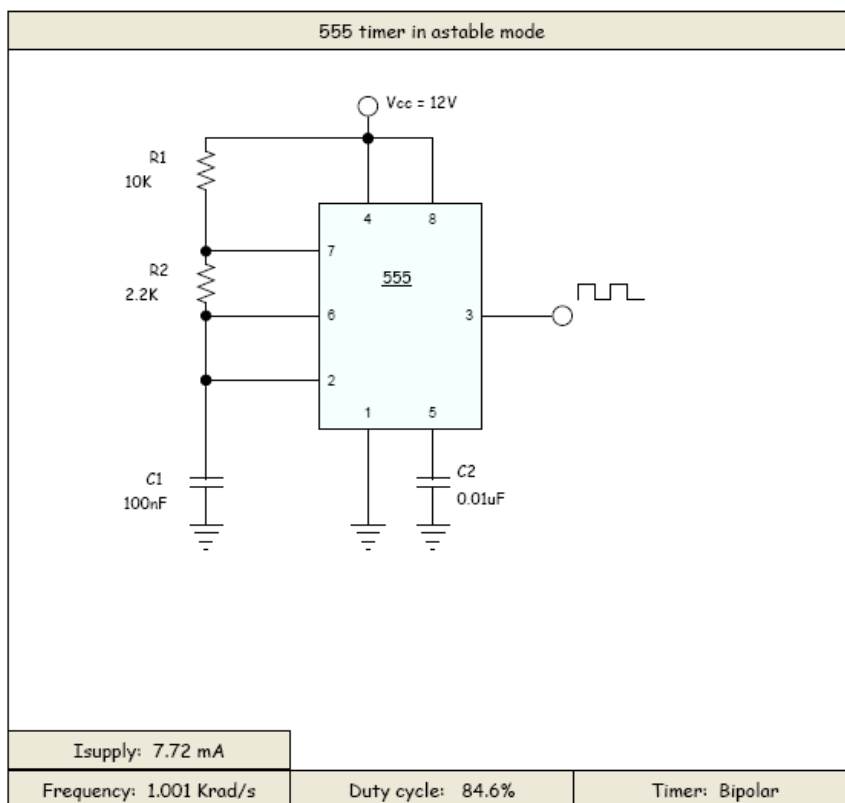 555 timer in astable mode
Vcc = 12V
R1
10K
4 8
7
R2
2.2K
555
6
3
2
1 5
C1
100nF
C2
0.01uF
Isupply: 7.72 mA
Frequency: 1.001 Krad/s
Duty cycle: 84.6%
Timer: Bipolar